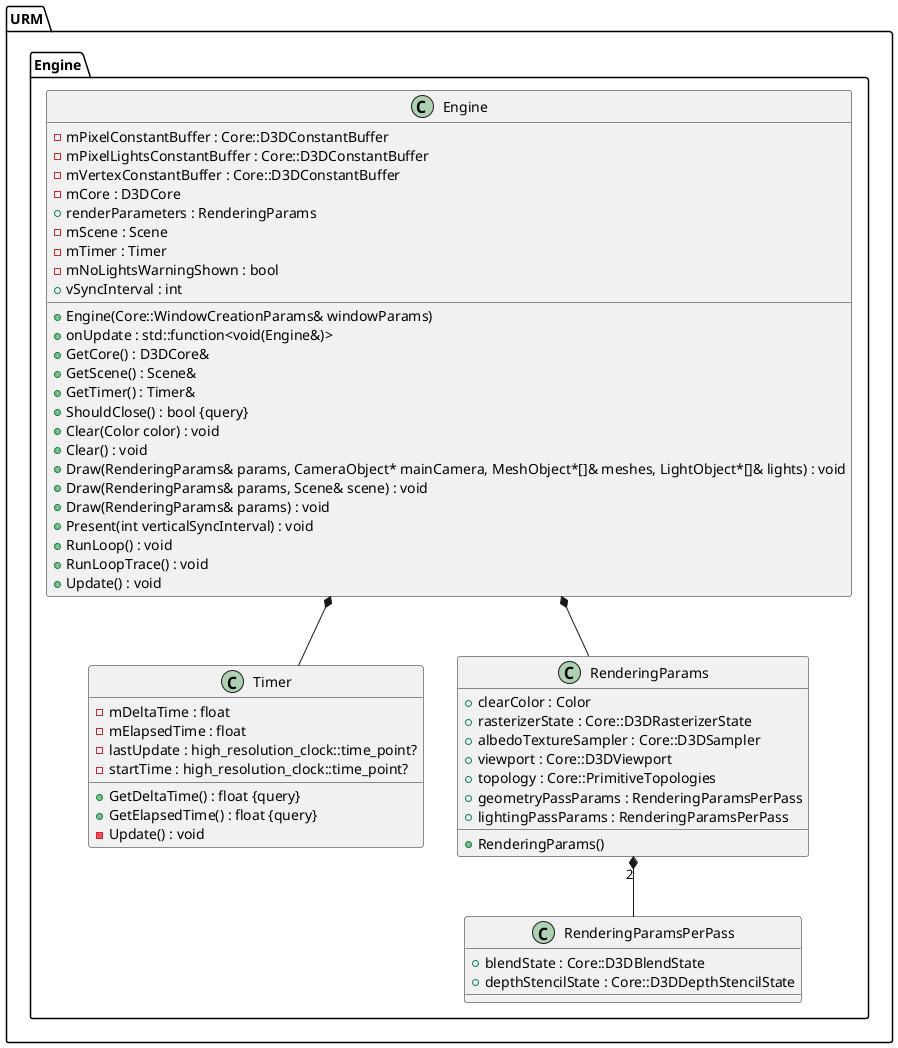 URM
Engine
C Engine
mPixelConstantBuffer : Core::D3DConstantBuffer
mPixelLightsConstantBuffer : Core::D3DConstantBuffer
mVertexConstantBuffer : Core::D3DConstantBuffer
mCore : D3DCore
renderParameters : RenderingParams
mScene : Scene
mTimer : Timer
mNoLightsWarningShown : bool
vSyncInterval : int
Engine(Core::WindowCreationParams& windowParams)
onUpdate : std::function<void(Engine&)>
GetCore() : D3DCore&
GetScene() : Scene&
GetTimer() : Timer&
ShouldClose() : bool {query}
Clear(Color color) : void
Clear() : void
Draw(RenderingParams& params, CameraObject* mainCamera, MeshObject*[]& meshes, LightObject*[]& lights) : void
Draw(RenderingParams& params, Scene& scene) : void
Draw(RenderingParams& params) : void
Present(int verticalSyncInterval) : void
RunLoop() : void
RunLoopTrace() : void
Update() : void
C Timer
mDeltaTime : float
mElapsedTime : float
lastUpdate : high_resolution_clock::time_point?
startTime : high_resolution_clock::time_point?
GetDeltaTime() : float {query}
GetElapsedTime() : float {query}
Update() : void
C RenderingParams
clearColor : Color
rasterizerState : Core::D3DRasterizerState
albedoTextureSampler : Core::D3DSampler
viewport : Core::D3DViewport
topology : Core::PrimitiveTopologies
geometryPassParams : RenderingParamsPerPass
lightingPassParams : RenderingParamsPerPass
RenderingParams()
2
C RenderingParamsPerPass
blendState : Core::D3DBlendState
depthStencilState : Core::D3DDepthStencilState